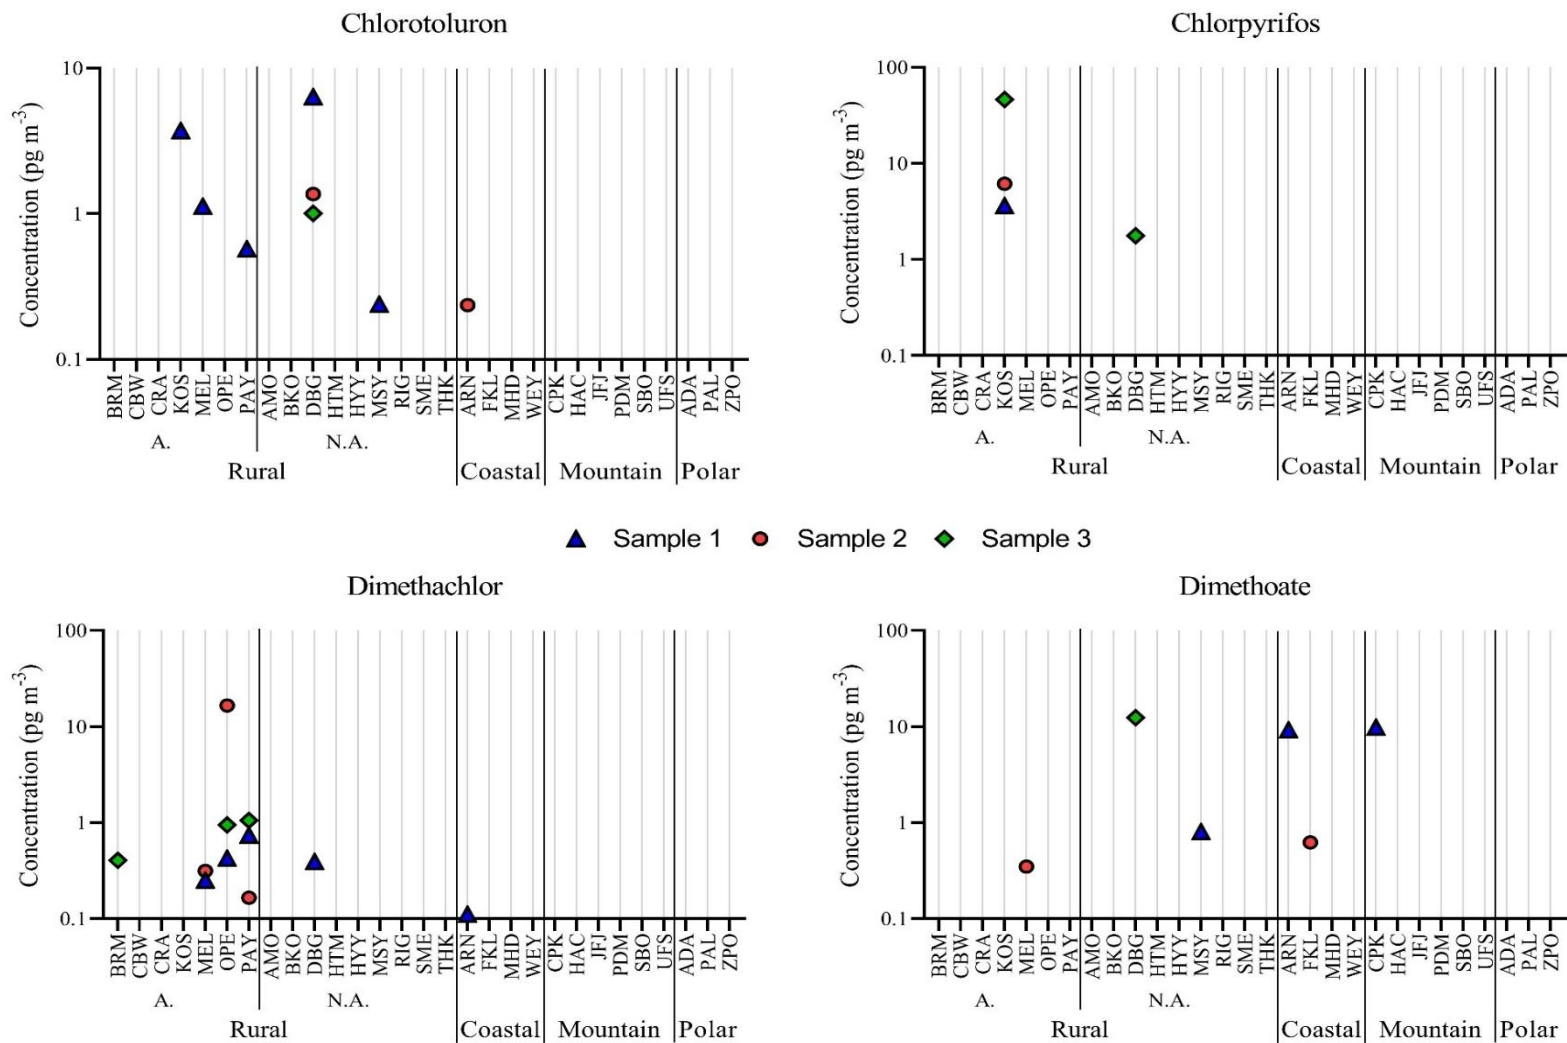 Chlorotoluron
Concentration (pg m-3)
10
1
0.1
BRM CBW CRA KOS MEL OPE PAY AMO BKO DBG HTM HYY MSY RIG SME THK ARN FKL MHD WEY CPK HAC JFJ PDM SBO UFS ADA PAL ZPO
A. N.A.
Rural Coastal Mountain Polar
Chlorpyrifos
Concentration (pg m-3)
100
10
1
0.1
BRM CBW CRA KOS MEL OPE PAY AMO BKO DBG HTM HYY MSY RIG SME THK ARN FKL MHD WEY CPK HAC JFJ PDM SBO UFS ADA PAL ZPO
A. N.A.
Rural Coastal Mountain Polar
Sample 1 Sample 2 Sample 3
Dimethachlor
Concentration (pg m-3)
100
10
1
0.1
BRM CBW CRA KOS MEL OPE PAY AMO BKO DBG HTM HYY MSY RIG SME THK ARN FKL MHD WEY CPK HAC JFJ PDM SBO UFS ADA PAL ZPO
A. N.A.
Rural Coastal Mountain Polar
Dimethoate
Concentration (pg m-3)
100
10
1
0.1
BRM CBW CRA KOS MEL OPE PAY AMO BKO DBG HTM HYY MSY RIG SME THK ARN FKL MHD WEY CPK HAC JFJ PDM SBO UFS ADA PAL ZPO
A. N.A.
Rural Coastal Mountain Polar